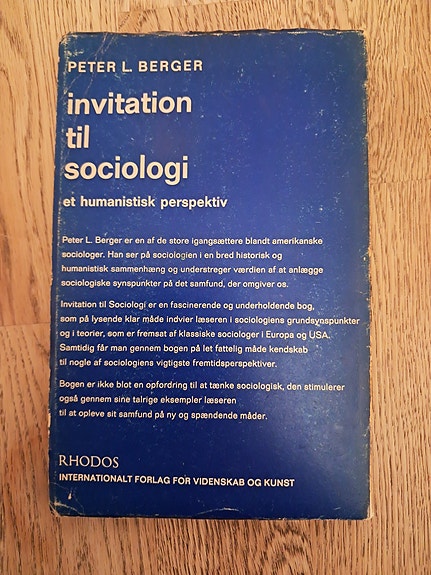 PETER L. BERGER
invitation
til
sociologi
et humanistisk perspektiv
Peter L. Berger er en af de store igangsættere blandt amerikanske
sociologer. Han ser på sociologien i en bred historisk og
humanistisk sammenhæng og understreger værdien af at anlægge
sociologiske synspunkter på det samfund, der omgiver os.
Invitation til Sociologi er en fascinerende og underholdende bog,
som på lysende klar måde indvier læseren i sociologiens grundsynspunkter
og i teorier, som er fremsat af klassiske sociologer i Europa og USA.
Samtidig får man gennem bogen på let fattelig måde kendskab
til nogle af sociologiens vigtigste fremtidsperspektiver.
Bogen er ikke blot en opfordring til at tænke sociologisk, den stimulerer
også gennem sine talrige eksempler læseren
til at opleve sit samfund på ny og spændende måder.
RHODOS
INTERNATIONALT FORLAG FOR VIDENSKAB OG KUNST